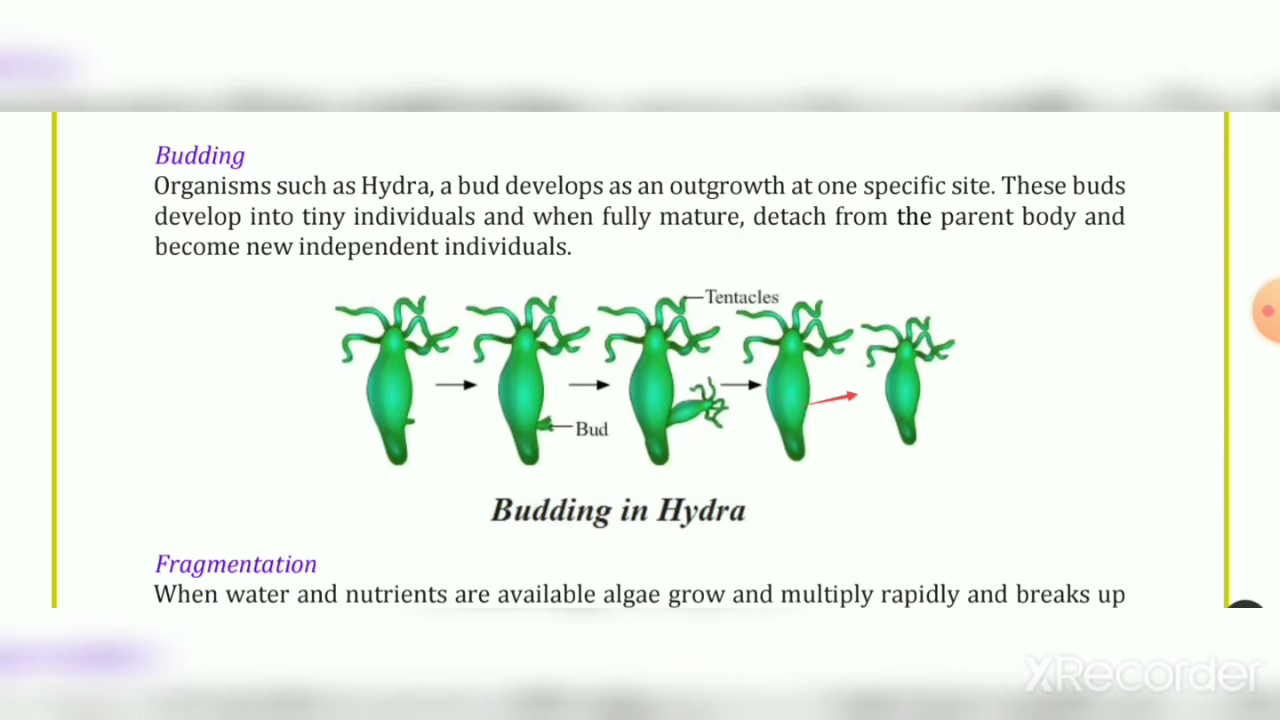 Budding
Organisms such as Hydra, a bud develops as an outgrowth at one specific site. These buds
develop into tiny individuals and when fully mature, detach from the parent body and
become new independent individuals.
Tentacles
Bud
Budding in Hydra
Fragmentation
When water and nutrients are available algae grow and multiply rapidly and breaks up
XRecorder